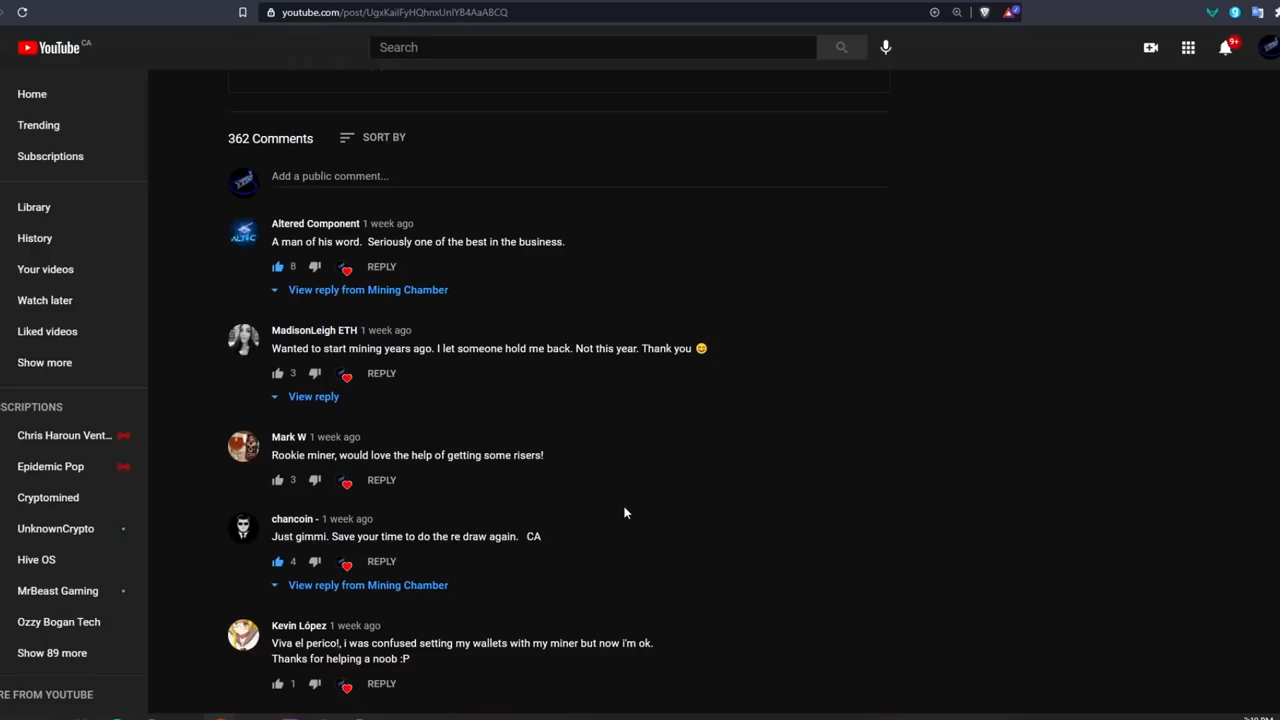 youtube.com/post/UgxKailFyHQhnxUnIYB4AaABCQ
YouTube CA
Search
9+
Home
Trending
Subscriptions
Library
History
Your videos
Watch later
Liked videos
Show more
SCRIPTIONS
Chris Haroun Vent...
Epidemic Pop
Cryptomined
UnknownCrypto
Hive OS
MrBeast Gaming
Ozzy Bogan Tech
Show 89 more
RE FROM YOUTUBE
362 Comments SORT BY
Add a public comment...
ALTFC
Altered Component 1 week ago
A man of his word. Seriously one of the best in the business.
8 REPLY
View reply from Mining Chamber
MadisonLeigh ETH 1 week ago
Wanted to start mining years ago. I let someone hold me back. Not this year. Thank you 😊
3 REPLY
View reply
Mark W 1 week ago
Rookie miner, would love the help of getting some risers!
3 REPLY
chancoin - 1 week ago
Just gimmi. Save your time to do the re draw again. CA
4 REPLY
View reply from Mining Chamber
Kevin López 1 week ago
Viva el perico!, i was confused setting my wallets with my miner but now i'm ok.
Thanks for helping a noob :P
1 REPLY